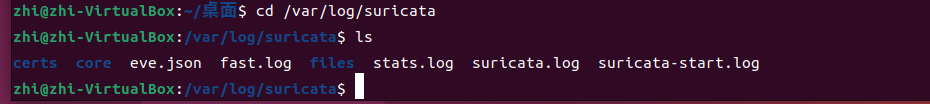 zhi@zhi-VirtualBox:~/桌面$ cd /var/log/suricata
zhi@zhi-VirtualBox:/var/log/suricata$ ls
certs  core  eve.json  fast.log  files  stats.log  suricata.log  suricata-start.log
zhi@zhi-VirtualBox:/var/log/suricata$